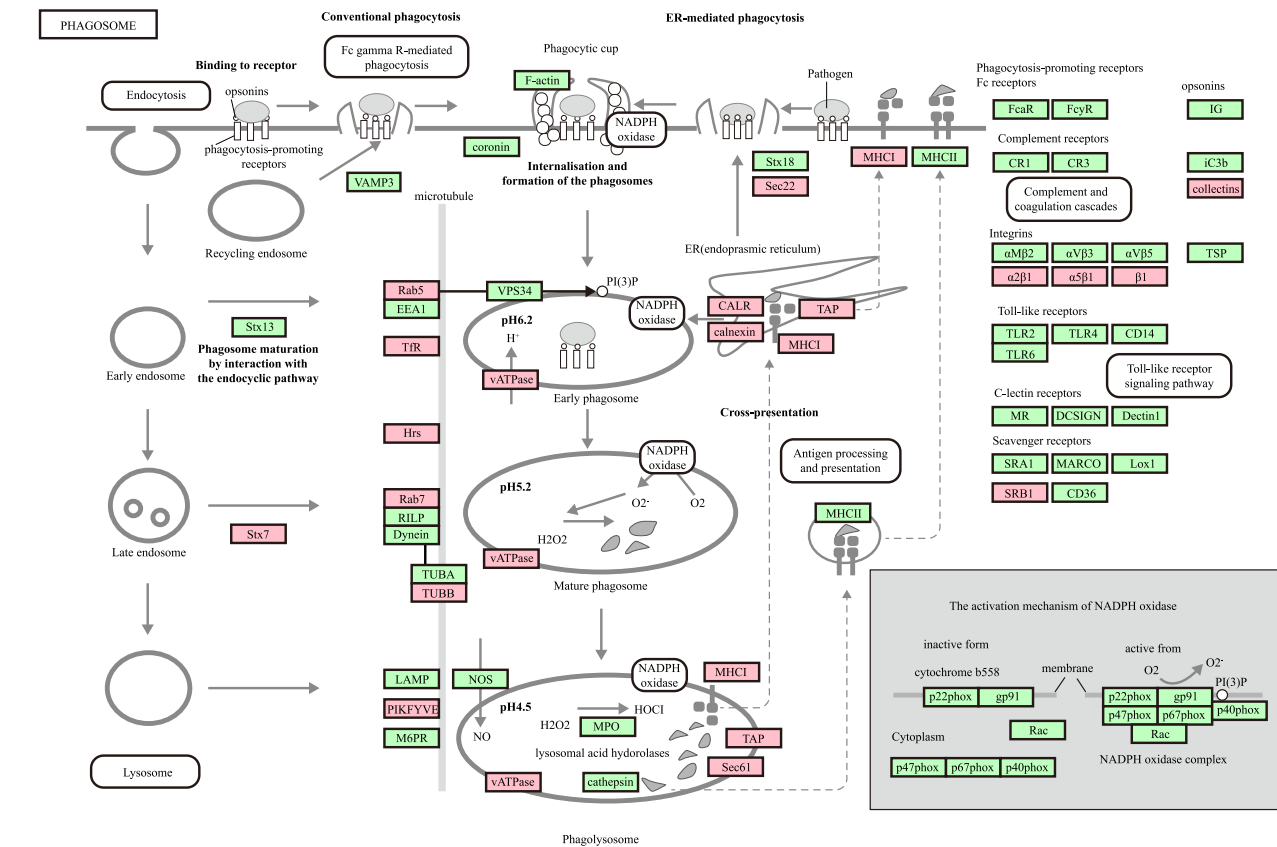 PHAGOSOME
Conventional phagocytosis
ER-mediated phagocytosis
Fc gamma R-mediated
phagocytosis
Phagocytic cup
Binding to receptor
opsonins
Endocytosis
phagocytosis-promoting
receptors
VAMP3
Recycling endosome
F-actin
NADPH
oxidase
coronin
Internalisation and
formation of the phagosomes
Pathogen
Stx18
Sec22
MHCI
MHCII
ER(endoprasmic reticulum)
microtubule
Phagocytosis-promoting receptors
Fc receptors
opsonins
FcaR
FcyR
IG
Complement receptors
CR1
CR3
iC3b
Complement and
coagulation cascades
collectins
Integrins
αMβ2
αVβ3
αVβ5
TSP
α2β1
α5β1
β1
Toll-like receptors
TLR2
TLR4
CD14
TLR6
Toll-like receptor
signaling pathway
C-lectin receptors
MR
DCSIGN
Dectin1
Scavenger receptors
SRA1
MARCO
Lox1
SRB1
CD36
Early endosome
Stx13
Phagosome maturation
by interaction with
the endocyclic pathway
Rab5
EEA1
TfR
VPS34
PI(3)P
NADPH
oxidase
pH6.2
H+
vATPase
Early phagosome
CALR
calnexin
TAP
MHCI
Cross-presentation
Hrs
Late endosome
Stx7
Rab7
RILP
Dynein
TUBA
TUBB
NADPH
oxidase
pH5.2
O2-
O2
H2O2
vATPase
Mature phagosome
Antigen processing
and presentation
MHCII
Lysosome
LAMP
PIKFYVE
M6PR
NOS
NO
NADPH
oxidase
MHCI
pH4.5
HOCI
H2O2
MPO
lysosomal acid hydorolases
TAP
Sec61
vATPase
cathepsin
Phagolysosome
The activation mechanism of NADPH oxidase
inactive form
active from
cytochrome b558
membrane
O2
O2-
PI(3)P
p22phox
gp91
p22phox
gp91
p47phox
p67phox
p40phox
Rac
Rac
Cytoplasm
NADPH oxidase complex
p47phox
p67phox
p40phox